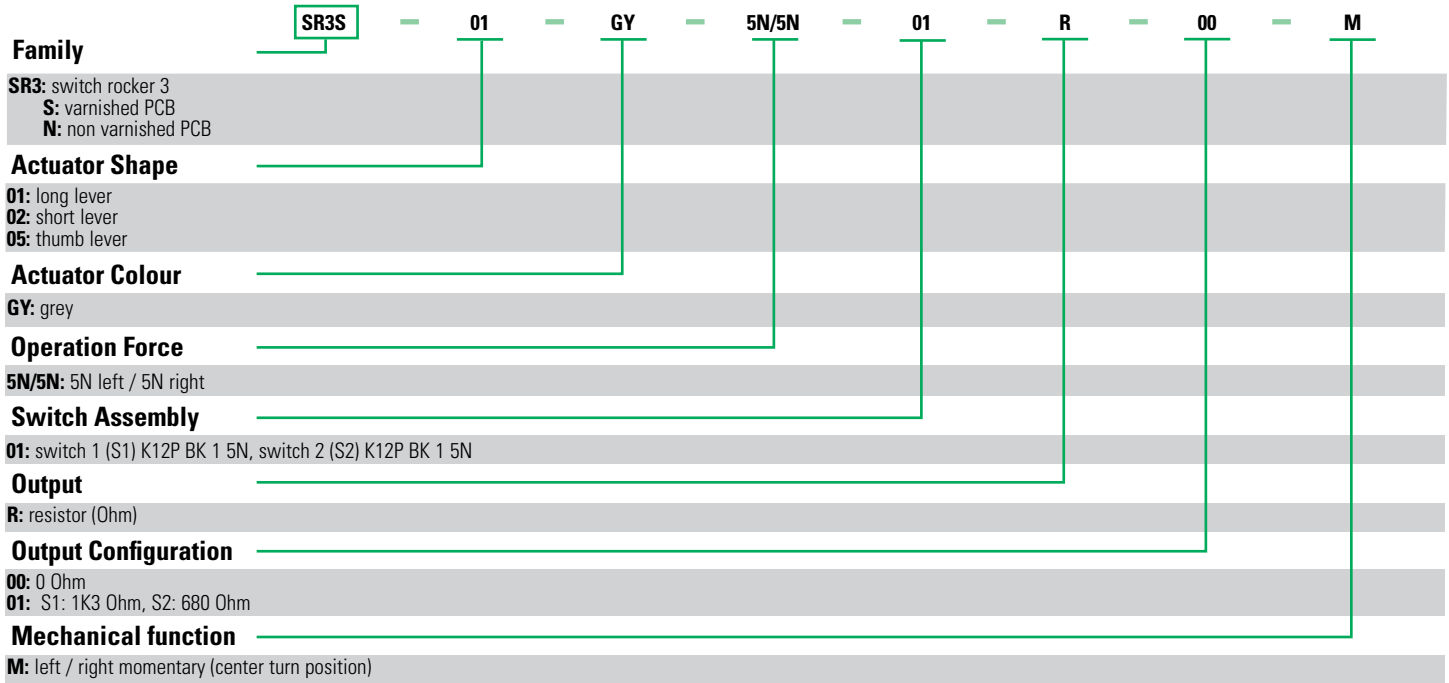 SR3S – 01 – GY – 5N/5N – 01 – R – 00 – M
Family
SR3: switch rocker 3
S: varnished PCB
N: non varnished PCB
Actuator Shape
01: long lever
02: short lever
05: thumb lever
Actuator Colour
GY: grey
Operation Force
5N/5N: 5N left / 5N right
Switch Assembly
01: switch 1 (S1) K12P BK 1 5N, switch 2 (S2) K12P BK 1 5N
Output
R: resistor (Ohm)
Output Configuration
00: 0 Ohm
01: S1: 1K3 Ohm, S2: 680 Ohm
Mechanical function
M: left / right momentary (center turn position)